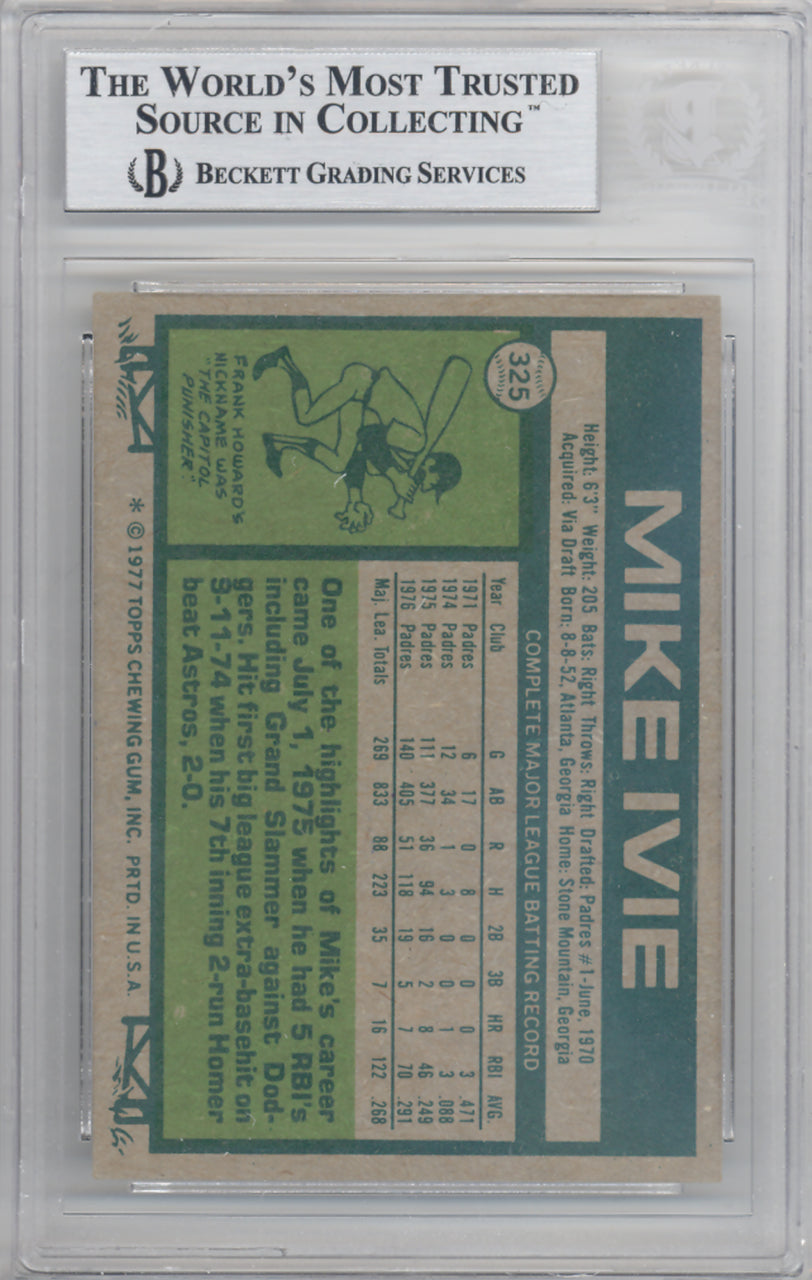 THE WORLD'S MOST TRUSTED
SOURCE IN COLLECTING™
B BECKETT GRADING SERVICES
MIKE IVIE
Height: 6'3" Weight: 205 Bats: Right Throws: Right Drafted: Padres #1-June, 1970
Acquired: Via Draft Born: 8-8-52, Atlanta, Georgia Home: Stone Mountain, Georgia
325
COMPLETE MAJOR LEAGUE BATTING RECORD
Year Club G AB R H 2B 3B HR RBI AVG
1971 Padres 6 17 0 8 0 0 0 3 .471
1974 Padres 12 34 1 3 0 0 1 3 .088
1975 Padres 111 377 36 94 16 2 8 46 .249
1976 Padres 140 405 51 118 19 5 7 70 .291
Maj. Lea. Totals 269 833 88 223 35 7 16 122 .268
FRANK HOWARD'S
NICKNAME WAS
"THE CAPITOL
PUNISHER."
One of the highlights of Mike's career
came July 1, 1975 when he had 5 RBI's
including Grand Slammer against Dod-
gers. Hit first big league extra-basehit on
9-11-74 when his 7th inning 2-run Homer
beat Astros, 2-0.
* © 1977 TOPPS CHEWING GUM, INC. PRTD. IN U.S.A.